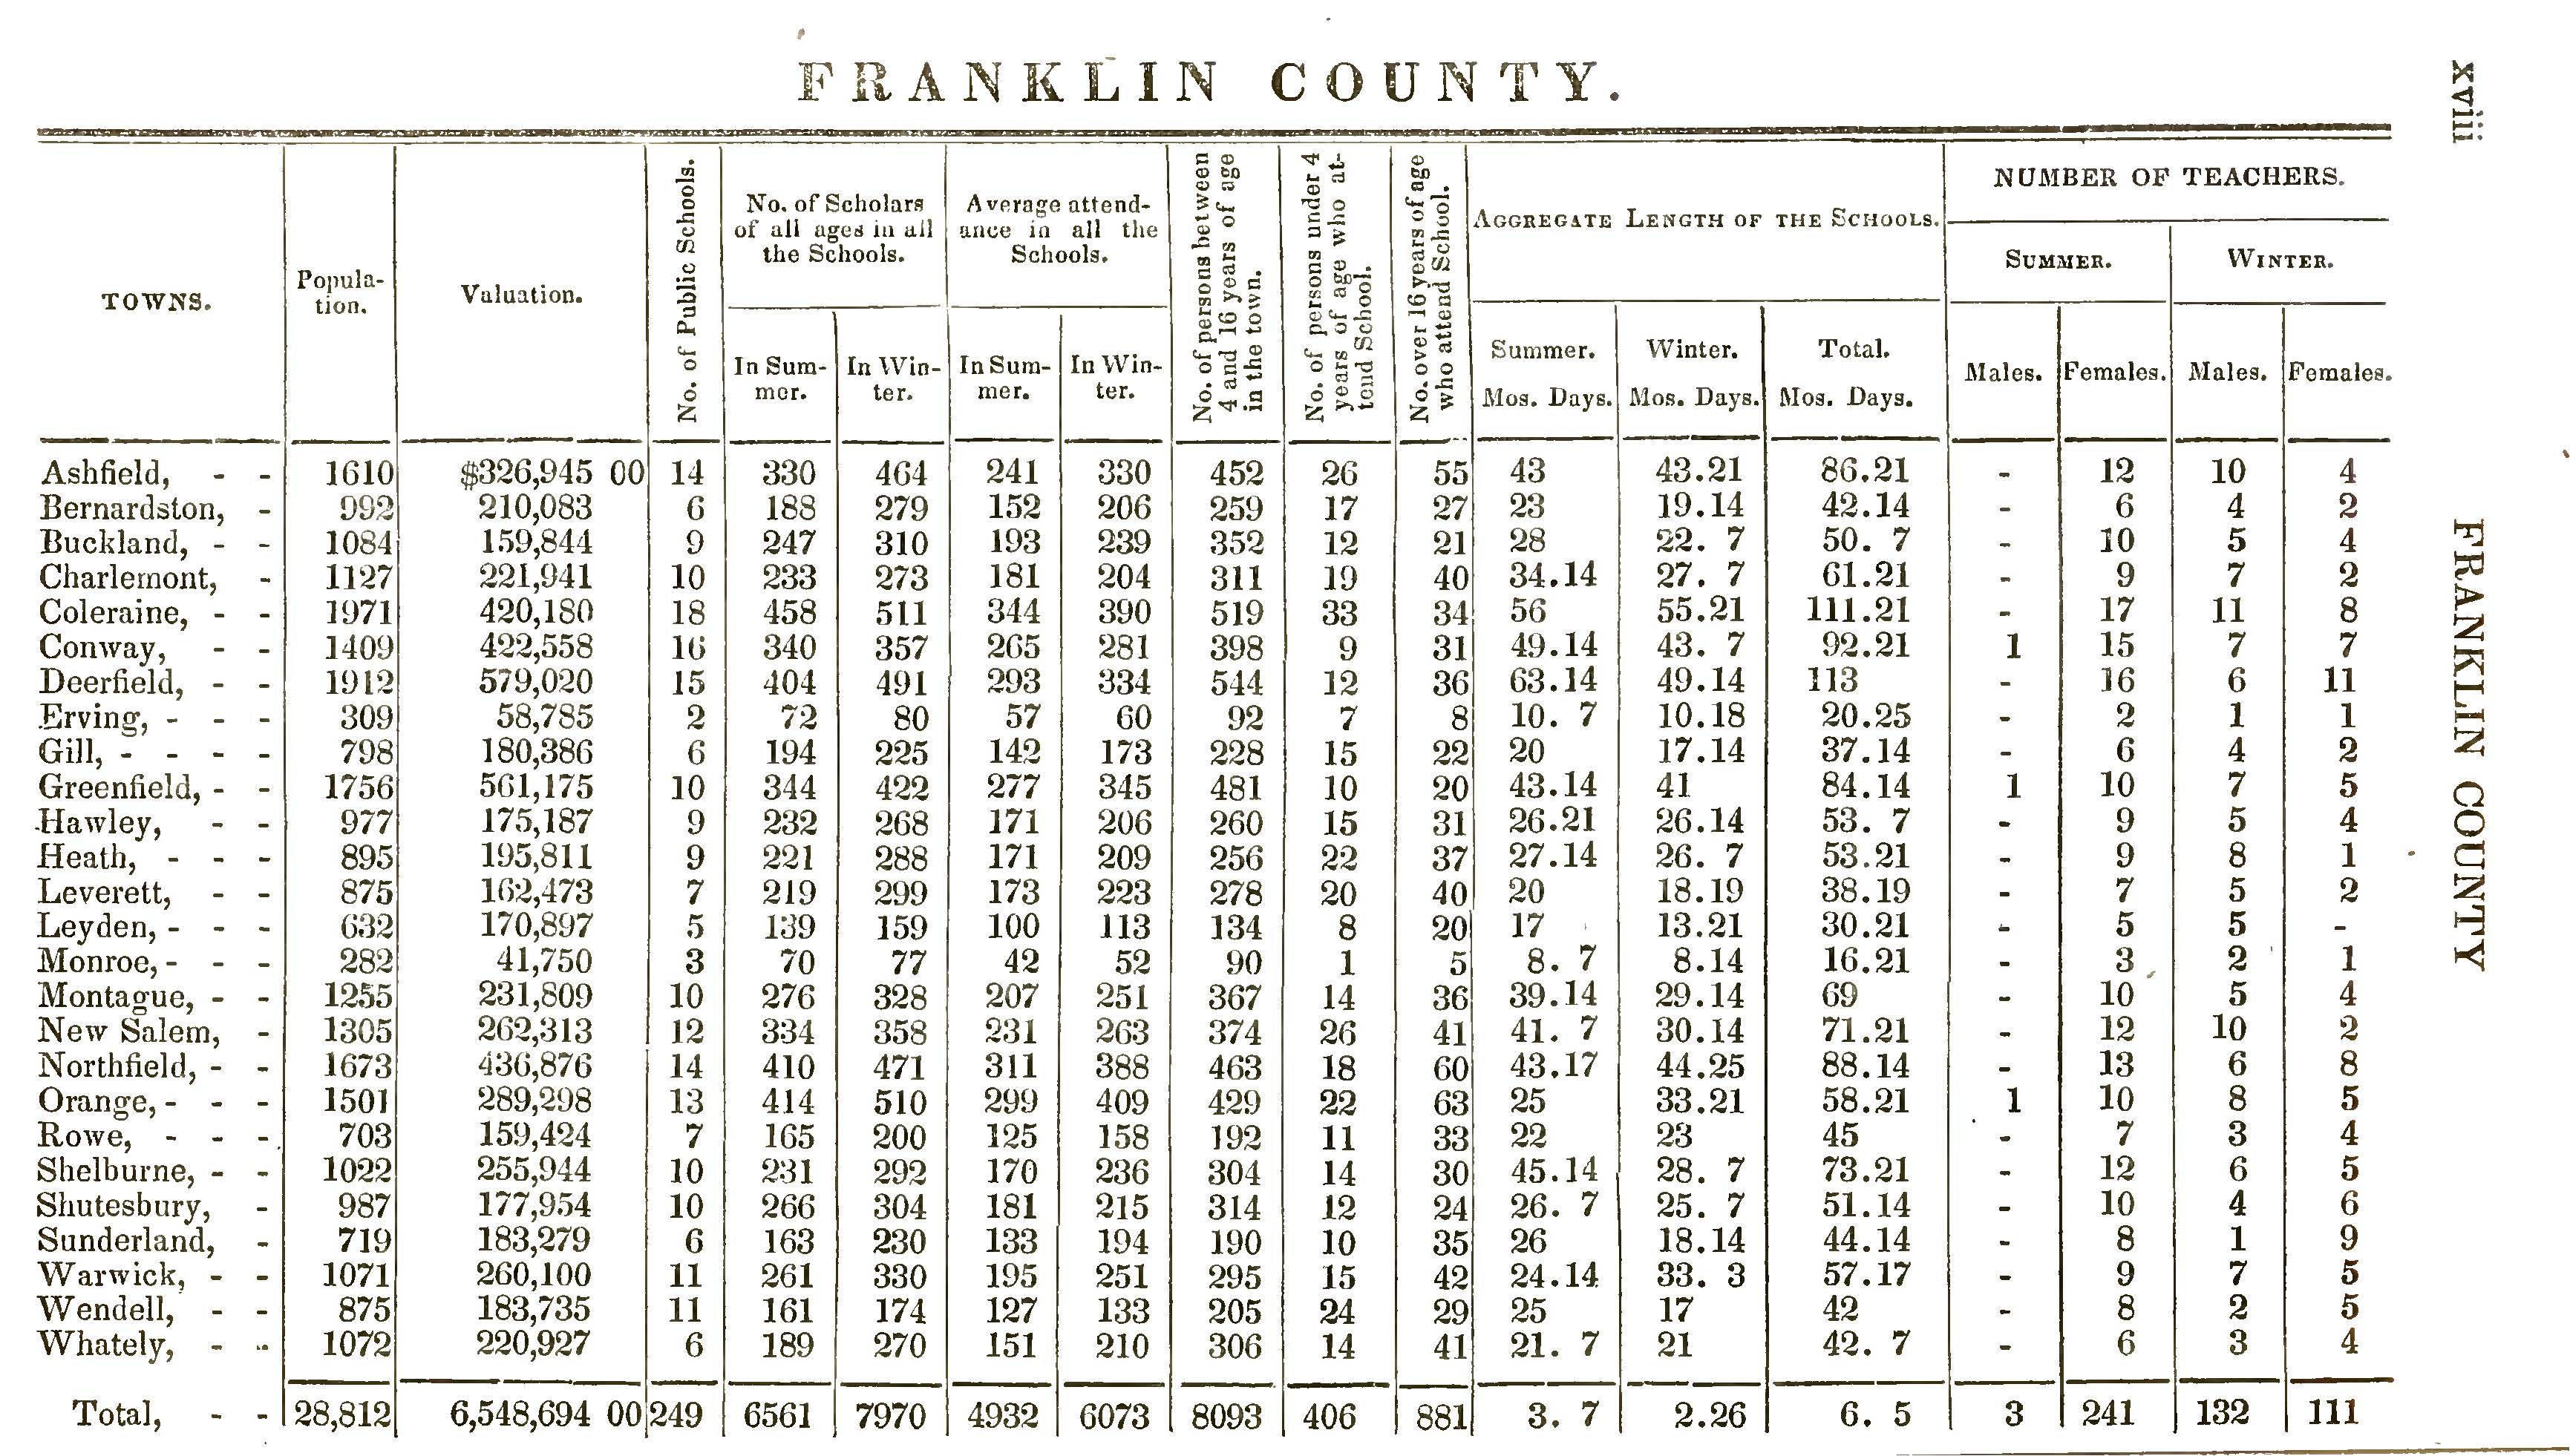 FRANKLIN COUNTY.
xviii
FRANKLIN COUNTY
TOWNS.
Popula-
tion.
Valuation.
No. of Public Schools.
No. of Scholars
of all ages in all
the Schools.
In Sum-
mer.
In Win-
ter.
Average attend-
ance in all the
Schools.
In Sum-
mer.
In Win-
ter.
No. of persons between
4 and 16 years of age
in the town.
No. of persons under 4
years of age who at-
tend School.
No. over 16 years of age
who attend School.
AGGREGATE LENGTH OF THE SCHOOLS.
Summer. Winter. Total.
Mos. Days. Mos. Days. Mos. Days.
NUMBER OF TEACHERS.
SUMMER. WINTER.
Males. Females. Males. Females.
Ashfield, - - 1610 $326,945 00 14 330 464 241 330 452 26 55 43 43.21 86.21 - 12 10 4
Bernardston, - 992 210,083 6 188 279 152 206 259 17 27 23 19.14 42.14 - 6 4 2
Buckland, - - 1084 159,844 9 247 310 193 239 352 12 21 28 22. 7 50. 7 - 10 5 4
Charlemont, - 1127 221,941 10 233 273 181 204 311 19 40 34.14 27. 7 61.21 - 9 7 2
Coleraine, - - 1971 420,180 18 458 511 344 390 519 33 34 56 55.21 111.21 - 17 11 8
Conway, - - 1409 422,558 16 340 357 265 281 398 9 31 49.14 43. 7 92.21 1 15 7 7
Deerfield, - - 1912 579,020 15 404 491 293 334 544 12 36 63.14 49.14 113 - 16 6 11
Erving, - - - 309 58,785 2 72 80 57 60 92 7 8 10. 7 10.18 20.25 - 2 1 1
Gill, - - - - 798 180,386 6 194 225 142 173 228 15 22 20 17.14 37.14 - 6 4 2
Greenfield, - - 1756 561,175 10 344 422 277 345 481 10 20 43.14 41 84.14 1 10 7 5
Hawley, - - 977 175,187 9 232 268 171 206 260 15 31 26.21 26.14 53. 7 - 9 5 4
Heath, - - - 895 195,811 9 221 288 171 209 256 22 37 27.14 26. 7 53.21 - 9 8 1
Leverett, - - 875 162,473 7 219 299 173 223 278 20 40 20 18.19 38.19 - 7 5 2
Leyden, - - - 632 170,897 5 139 159 100 113 134 8 20 17 13.21 30.21 - 5 5 -
Monroe, - - - 282 41,750 3 70 77 42 52 90 1 5 8. 7 8.14 16.21 - 3 2 1
Montague, - - 1255 231,809 10 276 328 207 251 367 14 36 39.14 29.14 69 - 10 5 4
New Salem, - 1305 262,313 12 334 358 231 263 374 26 41 41. 7 30.14 71.21 - 12 10 2
Northfield, - - 1673 436,876 14 410 471 311 388 463 18 60 43.17 44.25 88.14 - 13 6 8
Orange, - - - 1501 289,298 13 414 510 299 409 429 22 63 25 33.21 58.21 1 10 8 5
Rowe, - - - 703 159,424 7 165 200 125 158 192 11 33 22 23 45 - 7 3 4
Shelburne, - - 1022 255,944 10 231 292 170 236 304 14 30 45.14 28. 7 73.21 - 12 6 5
Shutesbury, - 987 177,954 10 266 304 181 215 314 12 24 26. 7 25. 7 51.14 - 10 4 6
Sunderland, - 719 183,279 6 163 230 133 194 190 10 35 26 18.14 44.14 - 8 1 9
Warwick, - - 1071 260,100 11 261 330 195 251 295 15 42 24.14 33. 3 57.17 - 9 7 5
Wendell, - - 875 183,735 11 161 174 127 133 205 24 29 25 17 42 - 8 2 5
Whately, - - 1072 220,927 6 189 270 151 210 306 14 41 21. 7 21 42. 7 - 6 3 4
Total, - - 28,812 6,548,694 00 249 6561 7970 4932 6073 8093 406 881 3. 7 2.26 6. 5 3 241 132 111